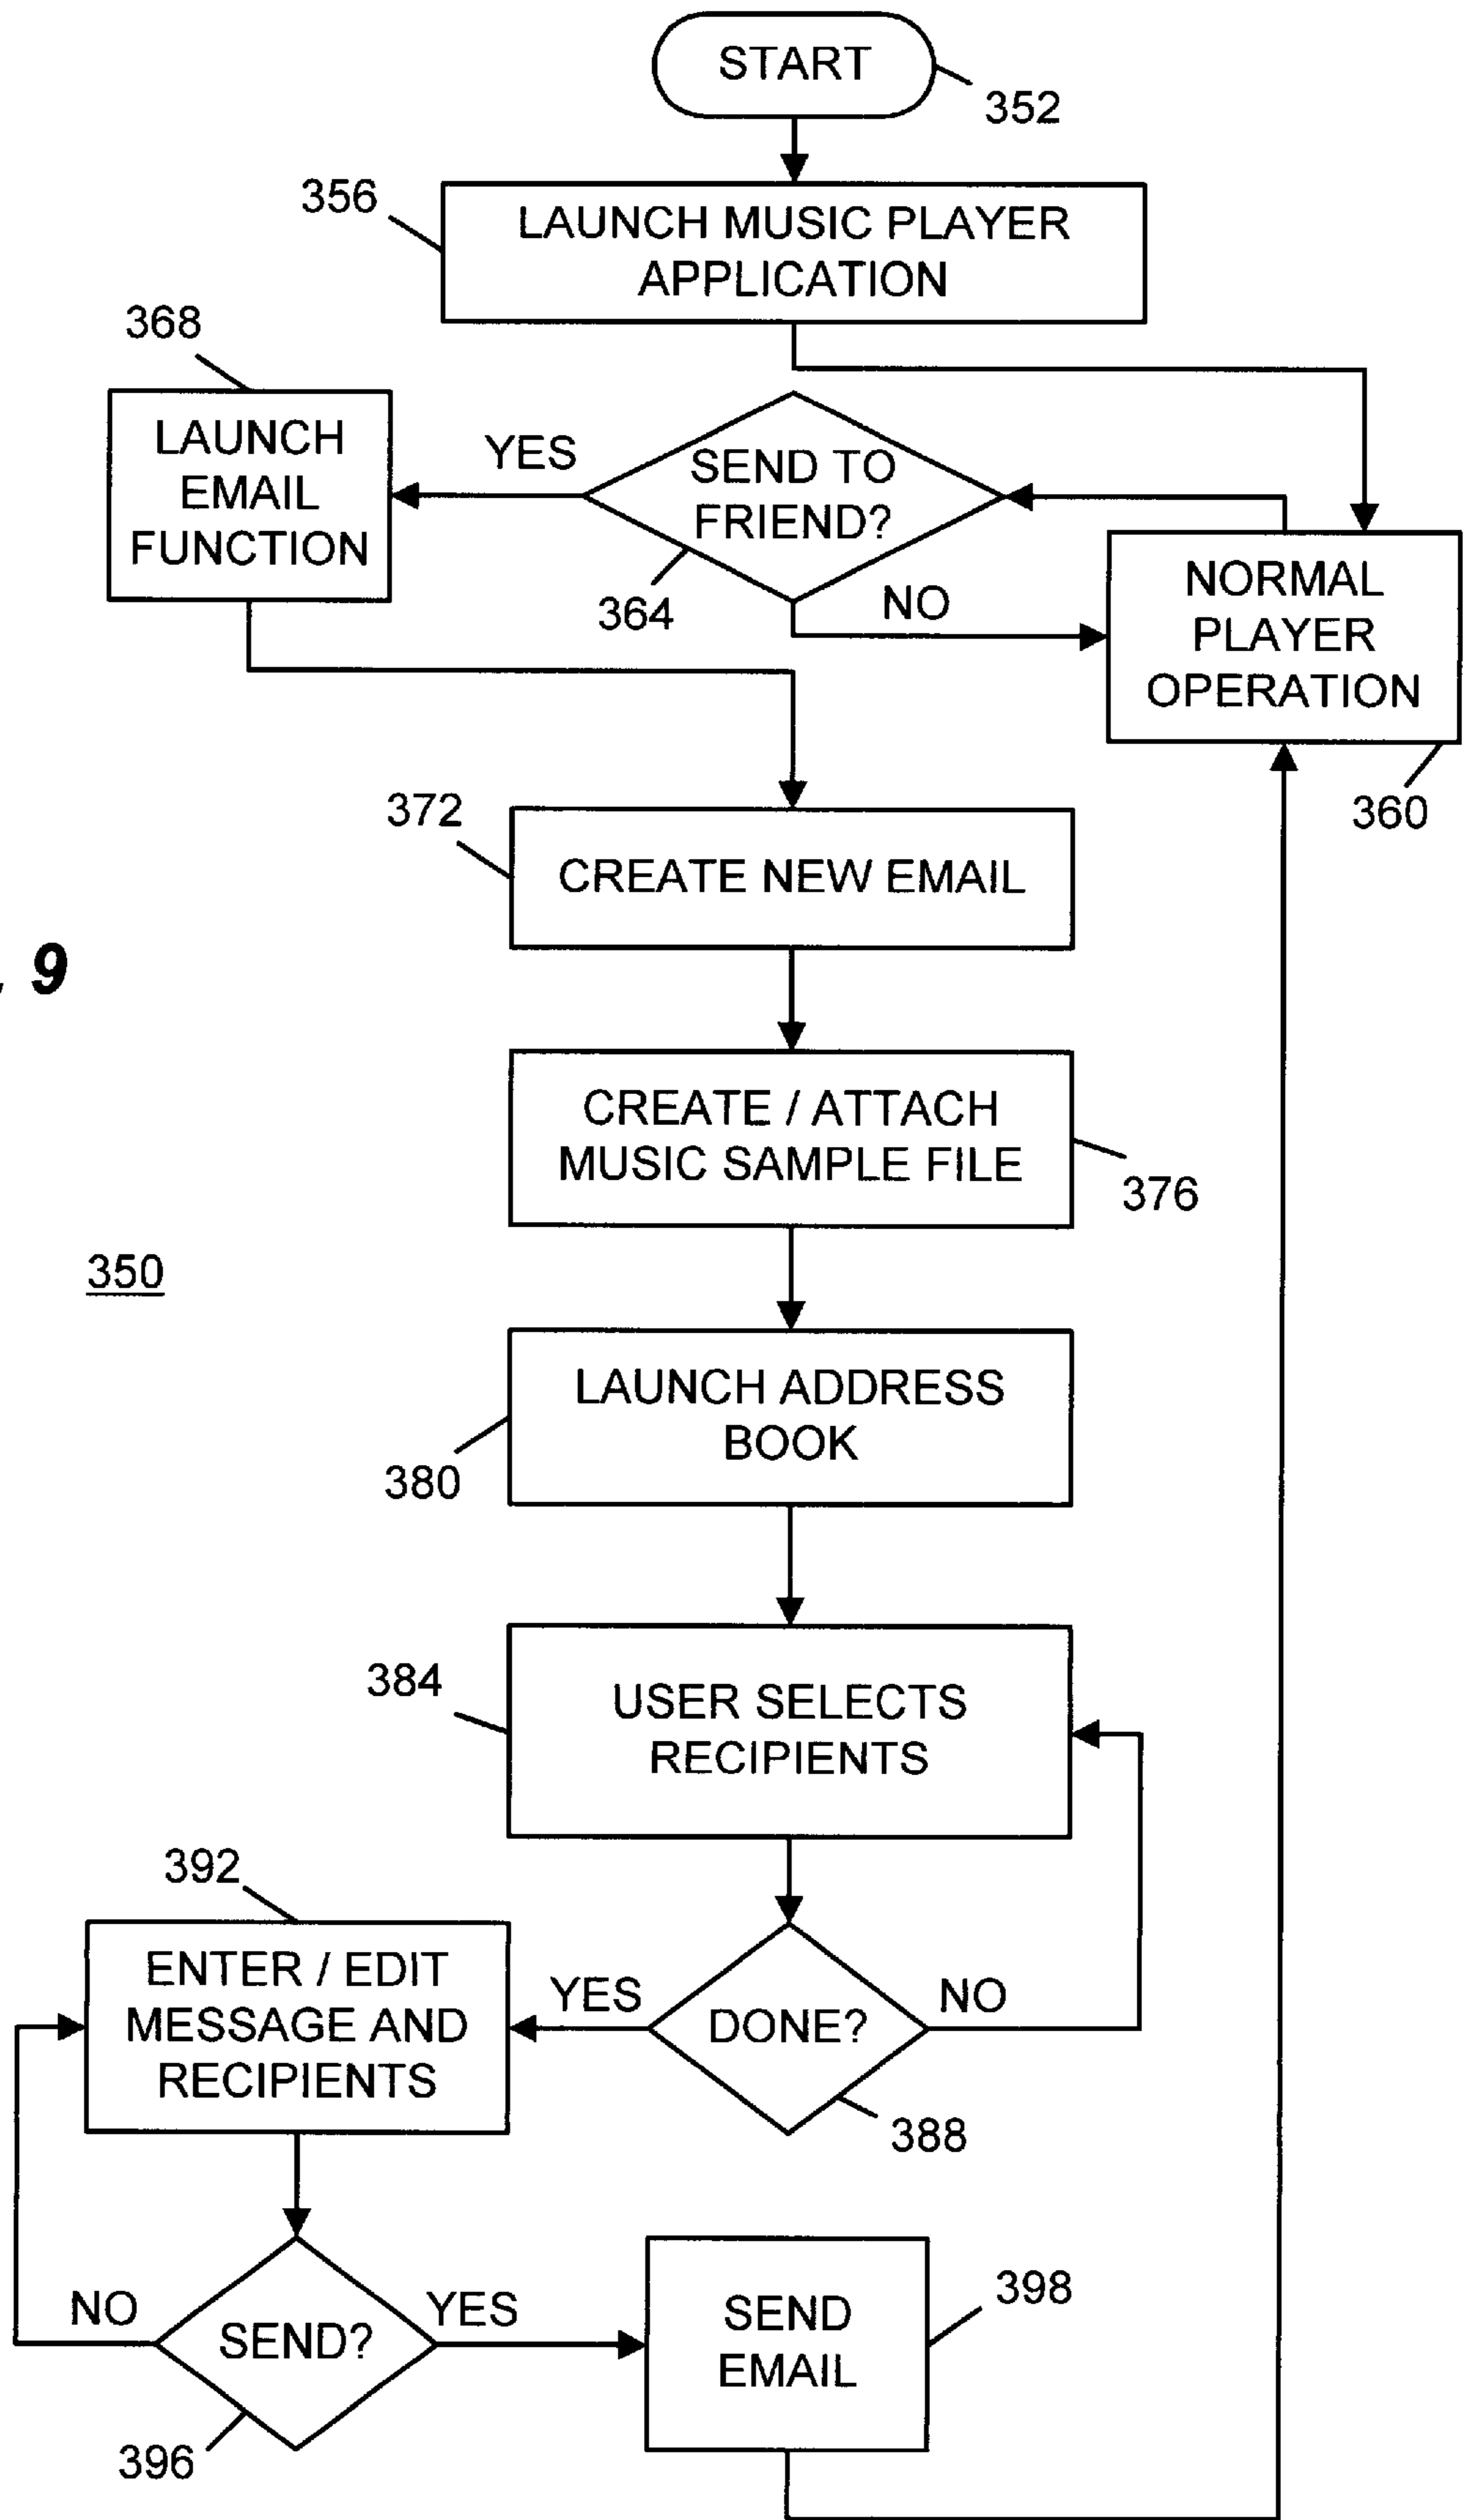 START
352
356
LAUNCH MUSIC PLAYER
APPLICATION
368
LAUNCH
EMAIL
FUNCTION
YES
SEND TO
FRIEND?
364
NO
NORMAL
PLAYER
OPERATION
360
372
CREATE NEW EMAIL
. 9
CREATE / ATTACH
MUSIC SAMPLE FILE
376
350
LAUNCH ADDRESS
BOOK
380
384
USER SELECTS
RECIPIENTS
392
ENTER / EDIT
MESSAGE AND
RECIPIENTS
YES
DONE?
NO
388
NO
SEND?
YES
396
SEND
EMAIL
398